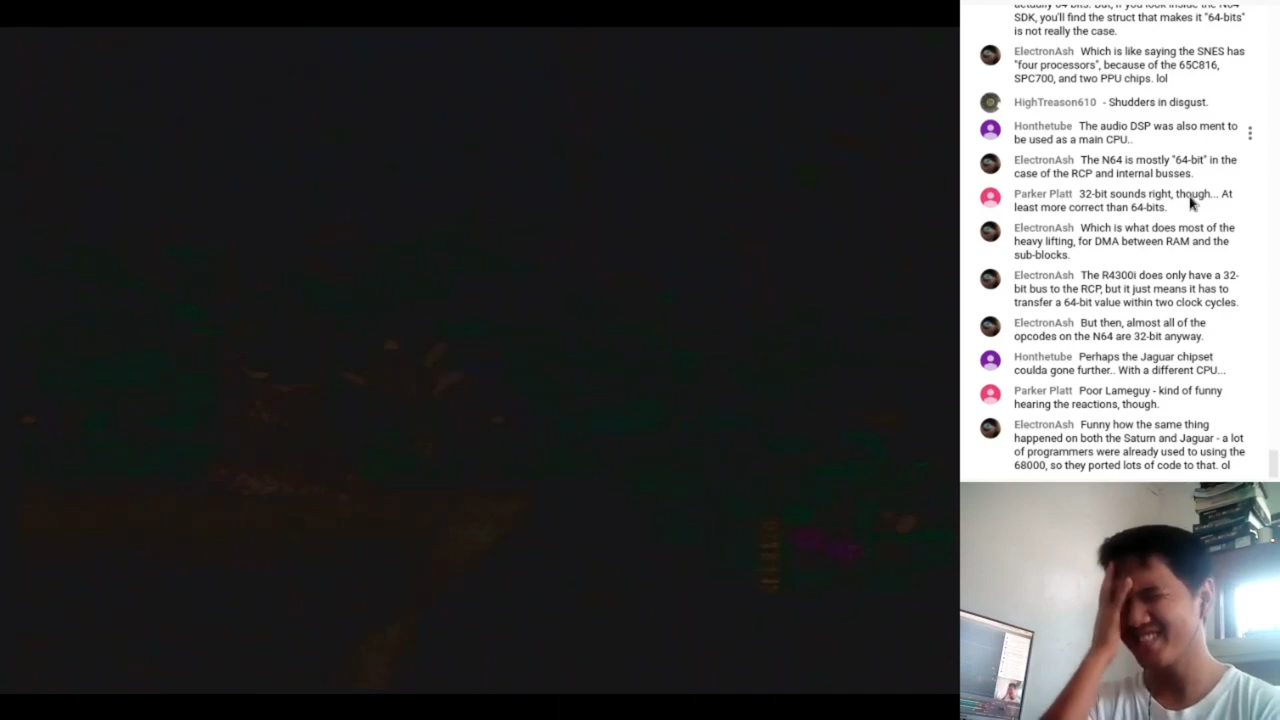 SDK, you'll find the struct that makes it "64-bits"
is not really the case.
ElectronAsh Which is like saying the SNES has
"four processors", because of the 65C816,
SPC700, and two PPU chips. lol
HighTreason610 - Shudders in disgust.
Honthetube The audio DSP was also ment to
be used as a main CPU..
ElectronAsh The N64 is mostly "64-bit" in the
case of the RCP and internal busses.
Parker Platt 32-bit sounds right, though... At
least more correct than 64-bits.
ElectronAsh Which is what does most of the
heavy lifting, for DMA between RAM and the
sub-blocks.
ElectronAsh The R4300i does only have a 32-
bit bus to the RCP, but it just means it has to
transfer a 64-bit value within two clock cycles.
ElectronAsh But then, almost all of the
opcodes on the N64 are 32-bit anyway.
Honthetube Perhaps the Jaguar chipset
coulda gone further.. With a different CPU...
Parker Platt Poor Lameguy - kind of funny
hearing the reactions, though.
ElectronAsh Funny how the same thing
happened on both the Saturn and Jaguar - a lot
of programmers were already used to using the
68000, so they ported lots of code to that. ol